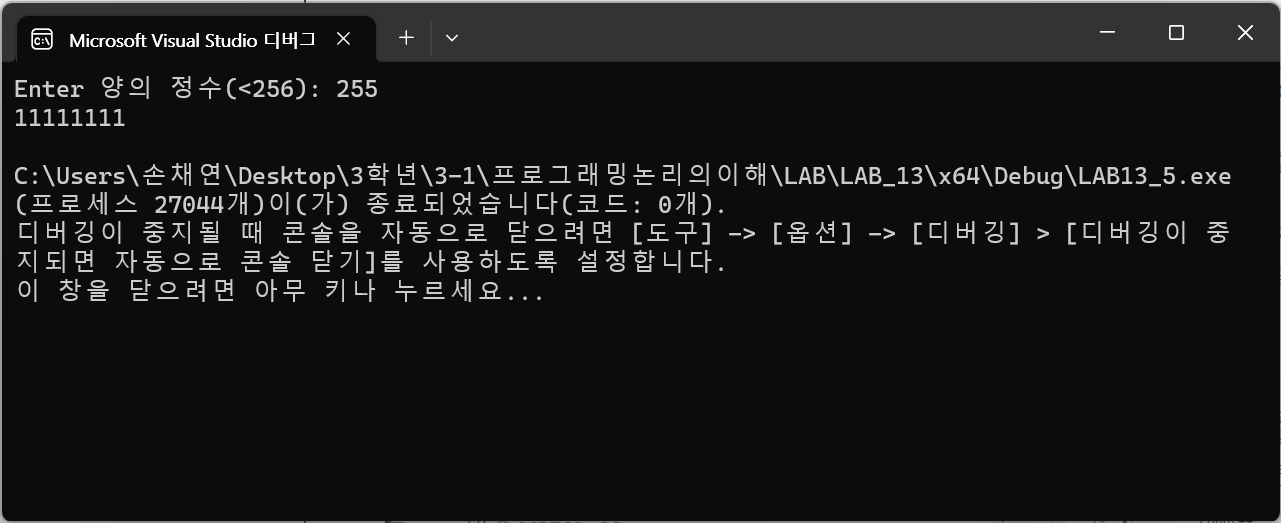 Microsoft Visual Studio 디버그
Enter 양의 정수(<256): 255
11111111
C:\Users\손채연\Desktop\3학년\3-1\프로그래밍논리의이해\LAB\LAB_13\x64\Debug\LAB13_5.exe
(프로세스 27044개)이(가) 종료되었습니다(코드: 0개).
디버깅이 중지될 때 콘솔을 자동으로 닫으려면 [도구] -> [옵션] -> [디버깅] > [디버깅이 중
지되면 자동으로 콘솔 닫기]를 사용하도록 설정합니다.
이 창을 닫으려면 아무 키나 누르세요...